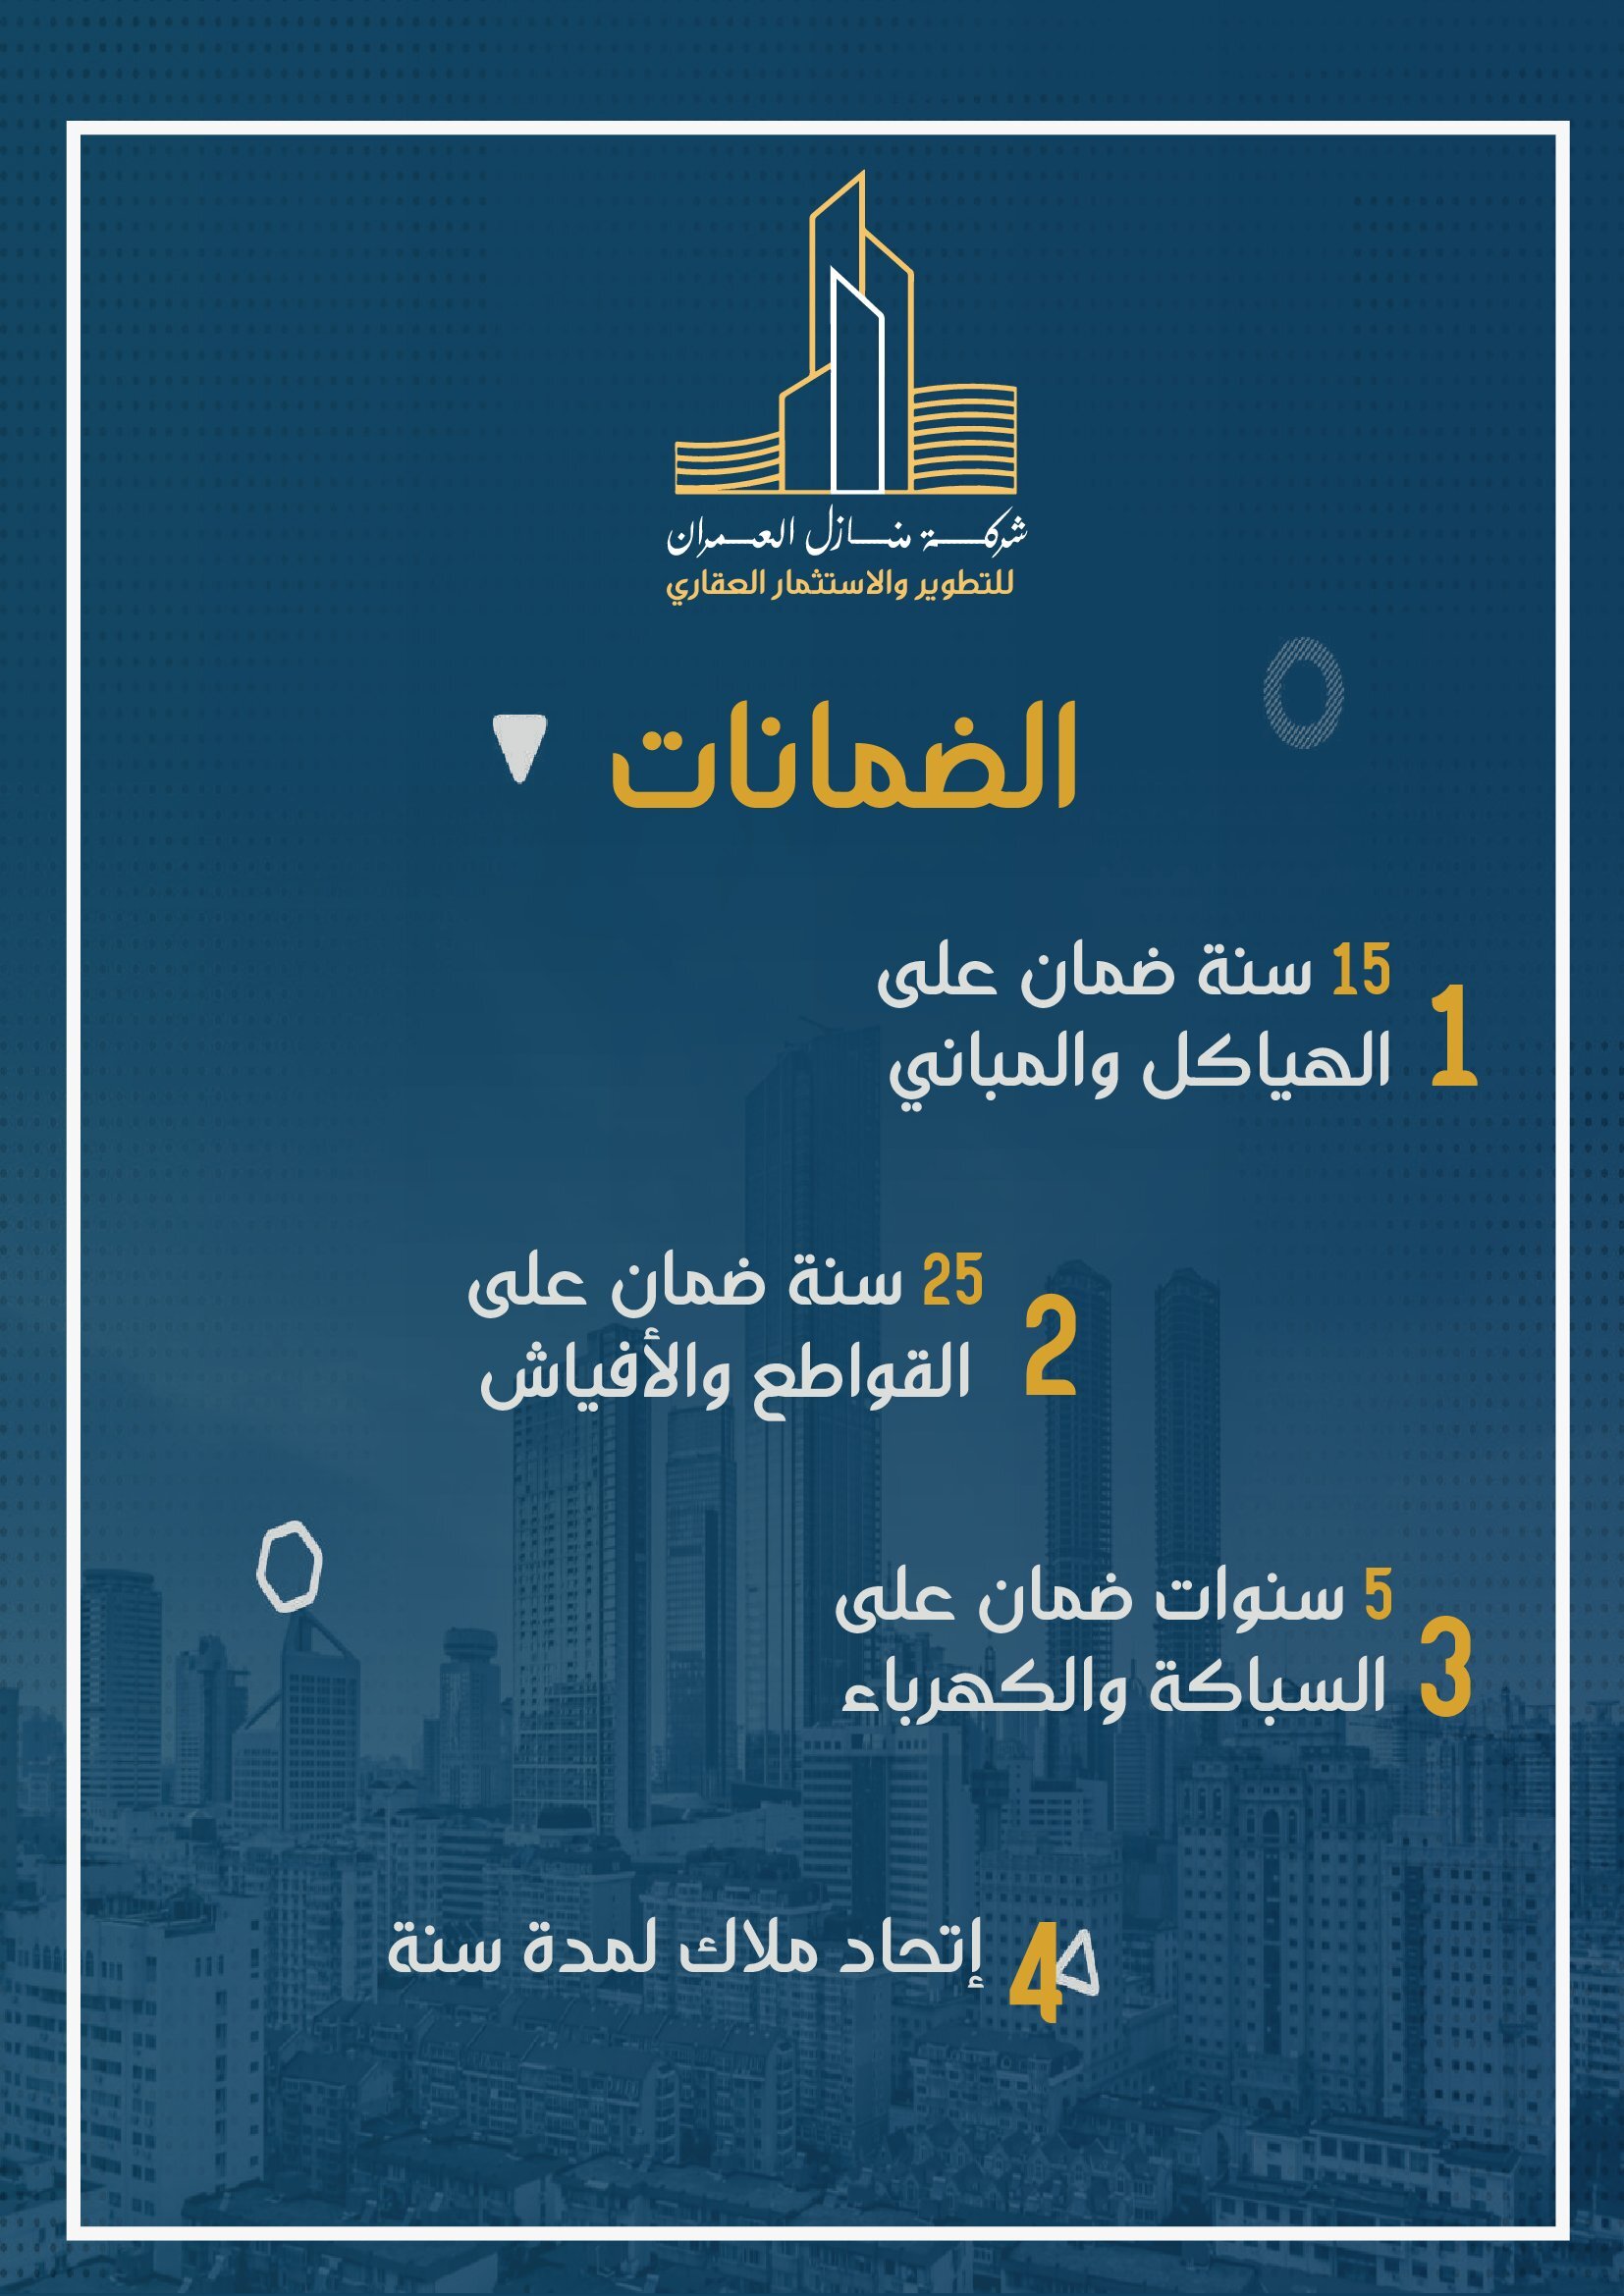 شركة منازل العمران
للتطوير والاستثمار العقاري
الضمانات
1
15 سنة ضمان على
الهياكل والمباني
2
25 سنة ضمان على
القواطع والأفياش
3
5 سنوات ضمان على
السباكة والكهرباء
4
إتحاد ملاك لمدة سنة